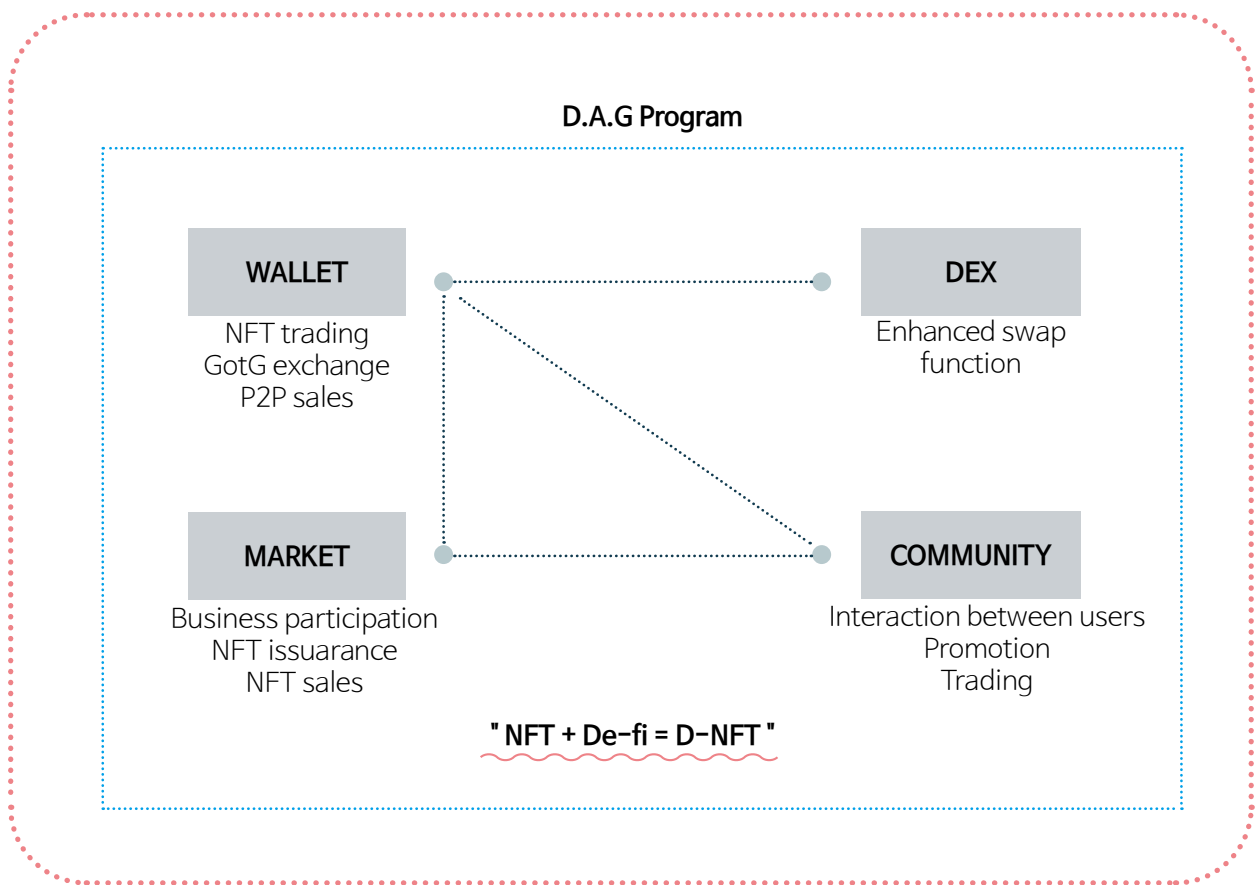 D.A.G Program
WALLET
NFT trading
GotG exchange
P2P sales
DEX
Enhanced swap
function
MARKET
Business participation
NFT issuarance
NFT sales
COMMUNITY
Interaction between users
Promotion
Trading
" NFT + De-fi = D-NFT "